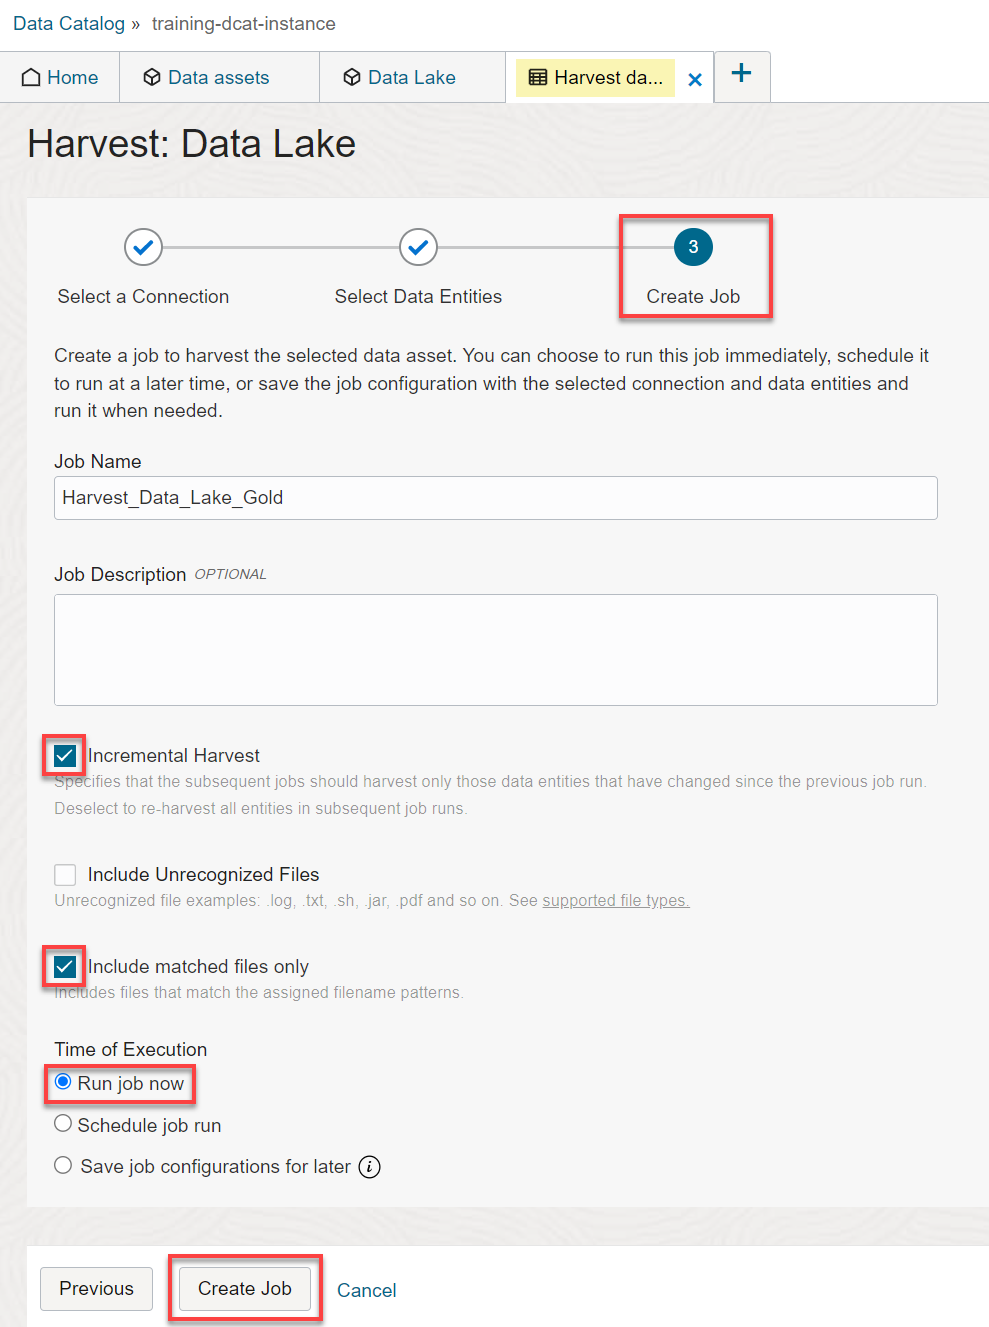 Data Catalog » training-dcat-instance
Home Data assets Data Lake Harvest da... × +
Harvest: Data Lake
3
Select a Connection Select Data Entities Create Job
Create a job to harvest the selected data asset. You can choose to run this job immediately, schedule it
to run at a later time, or save the job configuration with the selected connection and data entities and
run it when needed.
Job Name
Harvest_Data_Lake_Gold
Job Description OPTIONAL
Incremental Harvest
Specifies that the subsequent jobs should harvest only those data entities that have changed since the previous job run.
Deselect to re-harvest all entities in subsequent job runs.
Include Unrecognized Files
Unrecognized file examples: .log, .txt, .sh, .jar, .pdf and so on. See supported file types.
Include matched files only
Includes files that match the assigned filename patterns.
Time of Execution
Run job now
Schedule job run
Save job configurations for later i
Previous Create Job Cancel